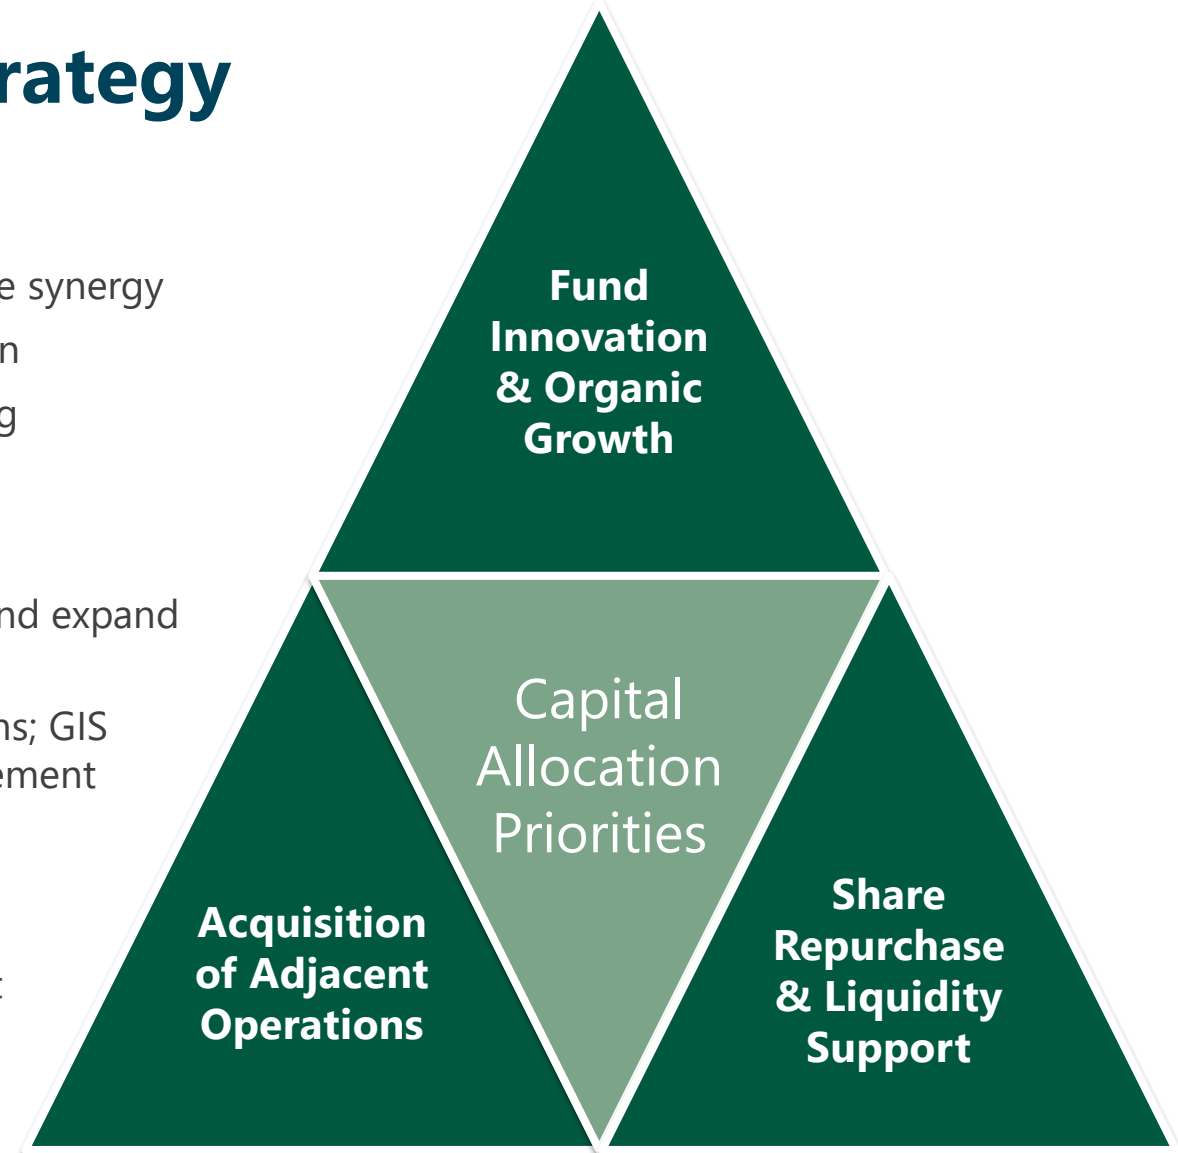 rategy
e synergy
n
g
nd expand
ns; GIS
ement
t
Fund
Innovation
& Organic
Growth
Capital
Allocation
Priorities
Acquisition
of Adjacent
Operations
Share
Repurchase
& Liquidity
Support